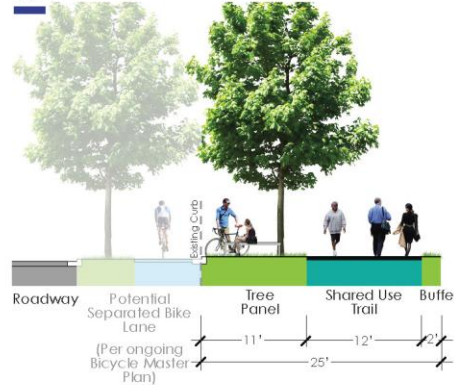 Existing Curb
Roadway
Potential
Separated Bike
Lane
(Per ongoing
Bicycle Master
Plan)
Tree
Panel
Shared Use
Trail
Buffe
11'
12'
2'
25'